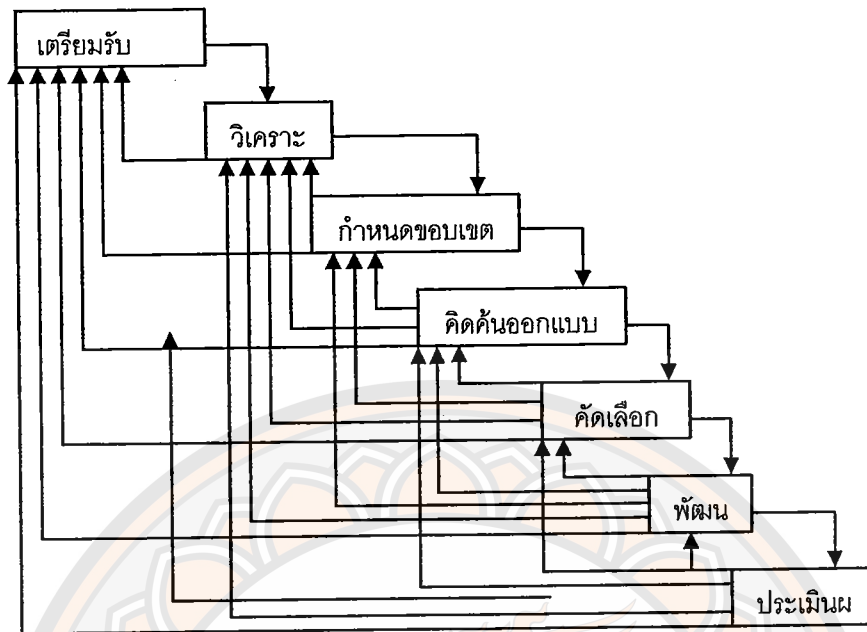 เตรียมรับ
วิเคราะ
กำหนดขอบเขต
คิดค้นออกแบบ
คัดเลือก
พัฒน
ประเมินผ